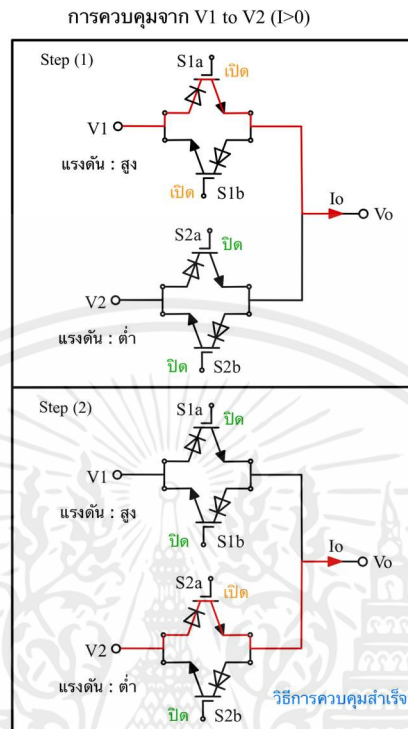 การควบคุมจาก V1 to V2 (I>0)
Step (1)
S1a
เปิด
V1
แรงดัน : สูง
เปิด
S1b
Io
Vo
S2a
ปิด
V2
แรงดัน : ต่ำ
ปิด
S2b
Step (2)
S1a
ปิด
V1
แรงดัน : สูง
ปิด
S1b
Io
Vo
S2a
เปิด
V2
แรงดัน : ต่ำ
ปิด
S2b
วิธีการควบคุมสำเร็จ